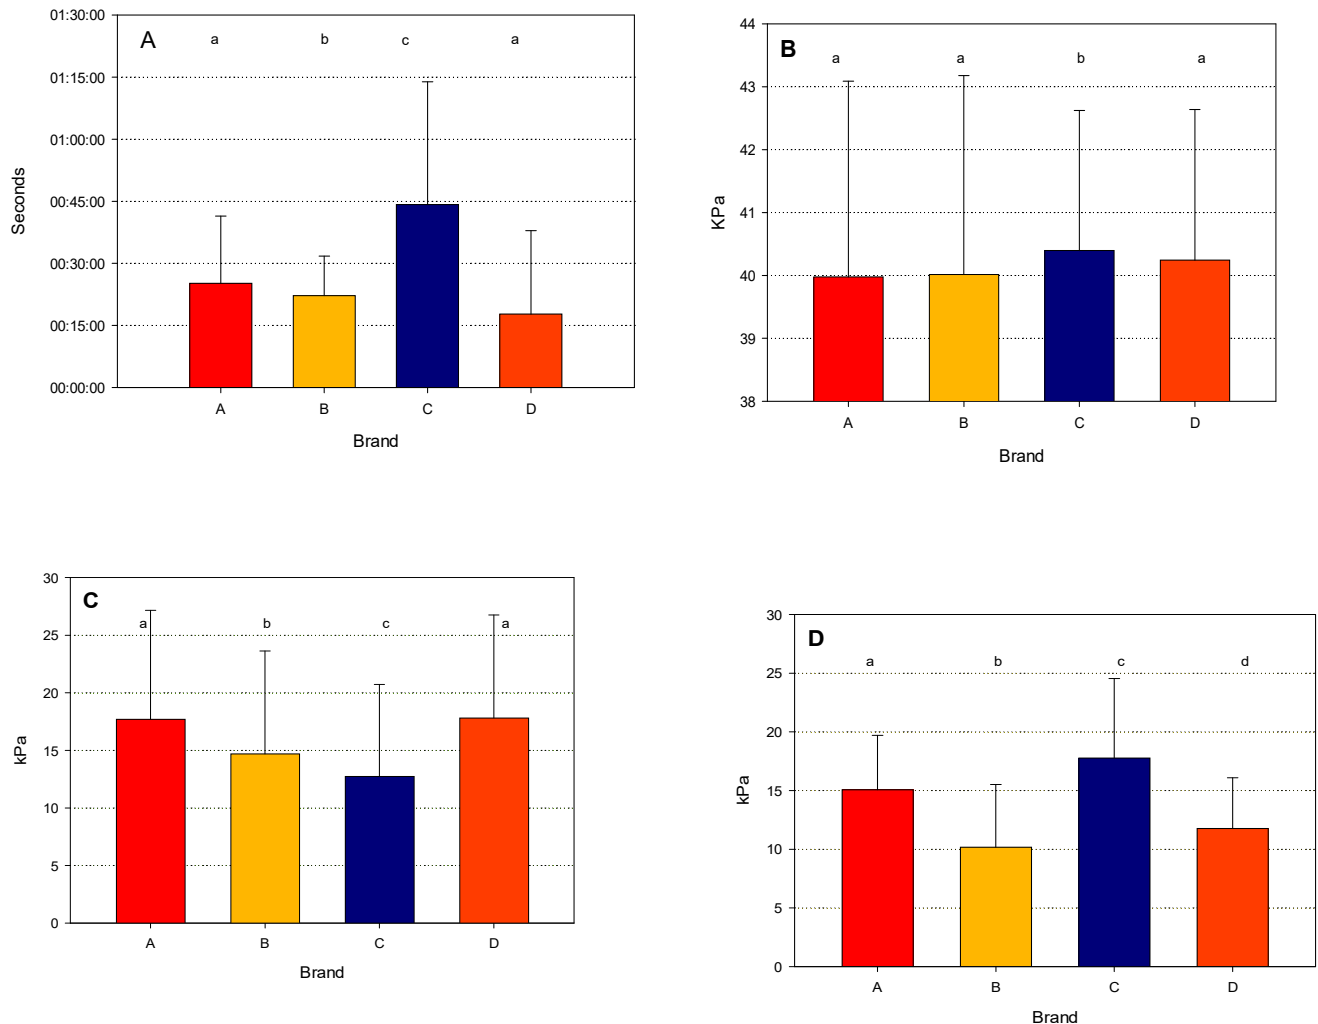 01:30:00
A a b c a
01:15:00
01:00:00
00:45:00
00:30:00
00:15:00
00:00:00
Seconds
A B C D
Brand
44
B a a b a
43
42
41
40
39
38
KPa
A B C D
Brand
30
C
a b c a
25
20
15
10
5
0
kPa
A B C D
Brand
30
D
a b c d
25
20
15
10
5
0
kPa
A B C D
Brand